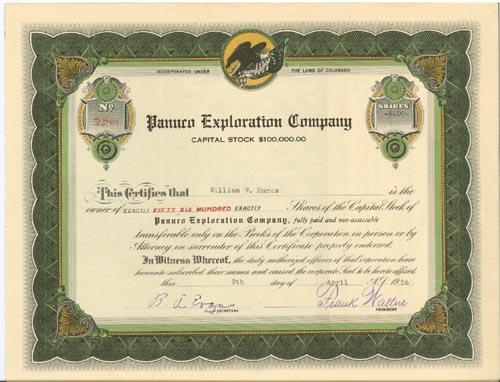 INCORPORATED UNDER THE LAWS OF COLORADO
No
SHARES
-5600-
Panuco Exploration Company
CAPITAL STOCK $100,000.00
This Certifies that William V. is the
owner of EXACTLY FIFTY SIX HUNDRED EXACTLY Shares of the Capital Stock of
Panuco Exploration Company, fully paid and non-assessable
transferable only on the Books of the Corporation in person or by
Attorney on surrender of this Certificate properly endorsed.
In Witness Whereof, the duly authorized officers of this Corporation have
hereunto subscribed their names and caused the corporate Seal to be hereto affixed.
this 9th day of April 1926
SECRETARY
Frank Walters
PRESIDENT